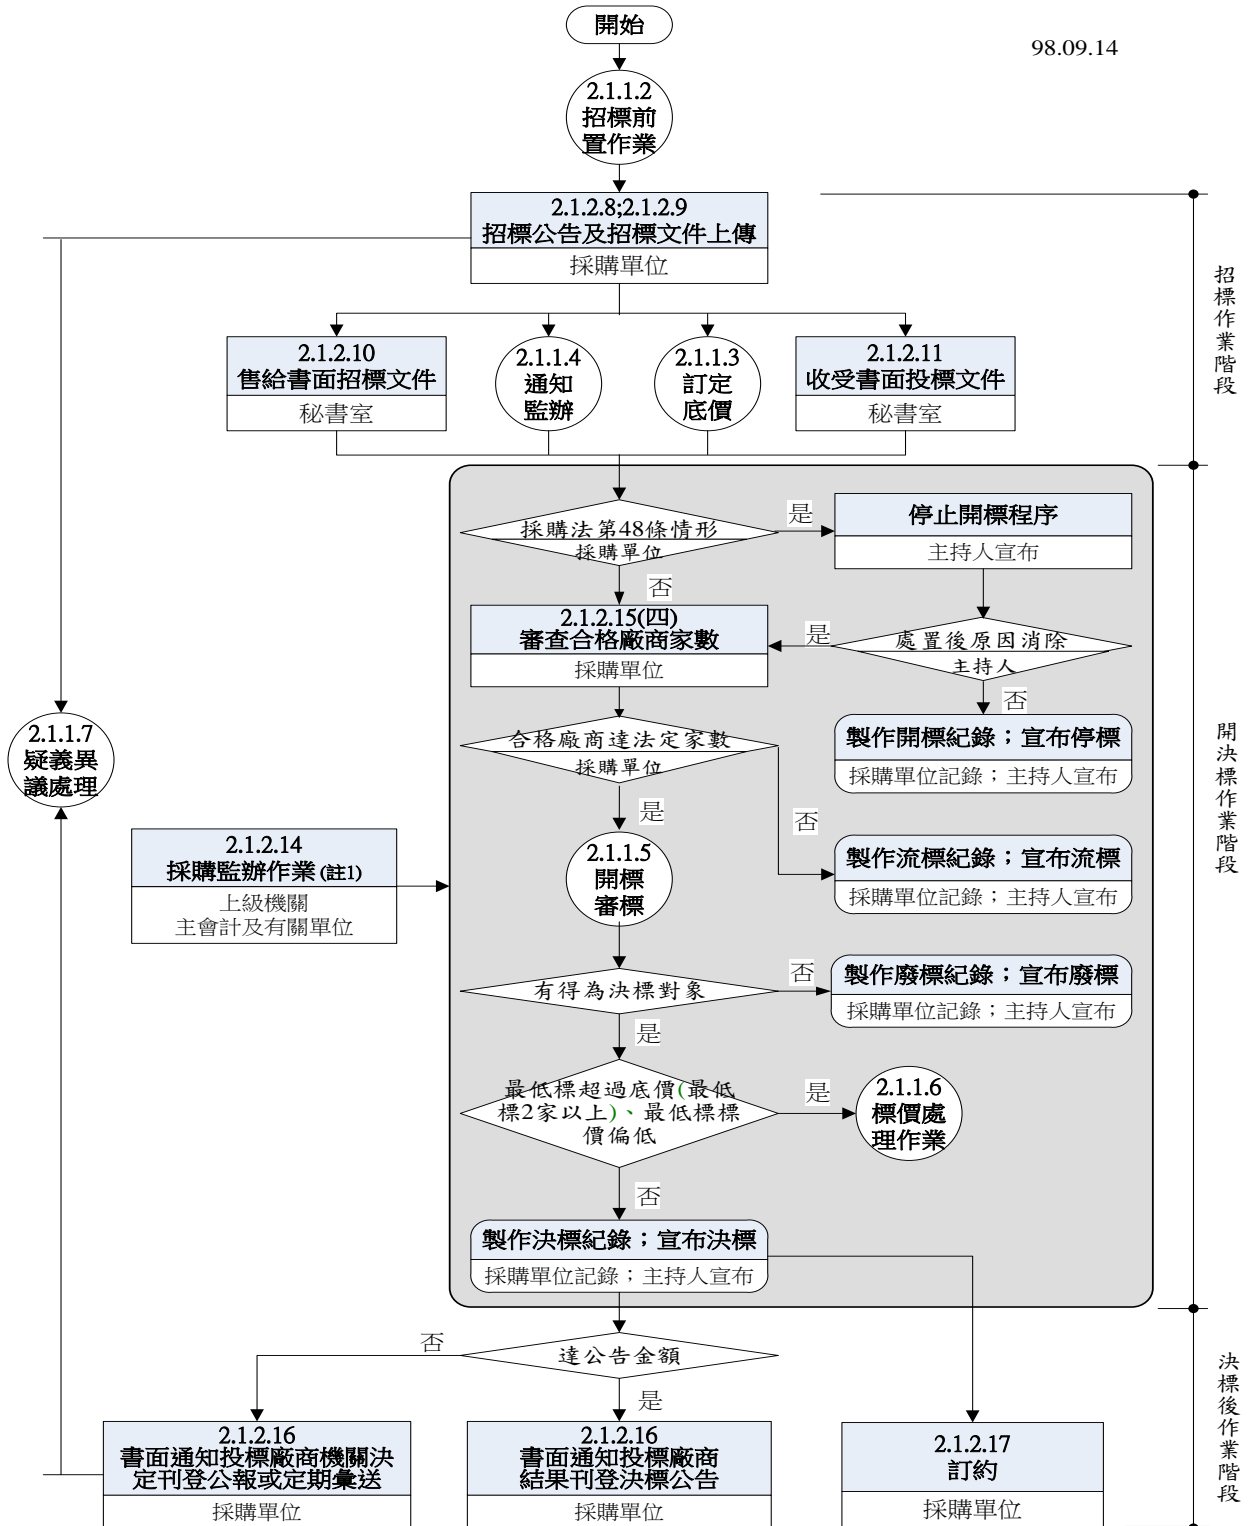 開始
98.09.14
2.1.1.2
招標前
置作業
2.1.2.8;2.1.2.9
招標公告及招標文件上傳
採購單位
招標作業階段
2.1.2.10
售給書面招標文件
秘書室
2.1.1.4
通知
監辦
2.1.1.3
訂定
底價
2.1.2.11
收受書面投標文件
秘書室
採購法第48條情形
採購單位
是
停止開標程序
主持人宣布
否
2.1.2.15(四)
審查合格廠商家數
採購單位
是
處置後原因消除
主持人
否
製作開標紀錄；宣布停標
採購單位記錄；主持人宣布
合格廠商達法定家數
採購單位
是
否
開決標作業階段
2.1.1.7
疑義異
議處理
2.1.2.14
採購監辦作業(註1)
上級機關
主會計及有關單位
2.1.1.5
開標
審標
製作流標紀錄；宣布流標
採購單位記錄；主持人宣布
有得為決標對象
否
製作廢標紀錄；宣布廢標
採購單位記錄；主持人宣布
是
最低標超過底價(最低
標2家以上)、最低標標
價偏低
是
2.1.1.6
標價處
理作業
否
製作決標紀錄；宣布決標
採購單位記錄；主持人宣布
達公告金額
否
是
決標後作業階段
2.1.2.16
書面通知投標廠商機關決
定刊登公報或定期彙送
採購單位
2.1.2.16
書面通知投標廠商
結果刊登決標公告
採購單位
2.1.2.17
訂約
採購單位